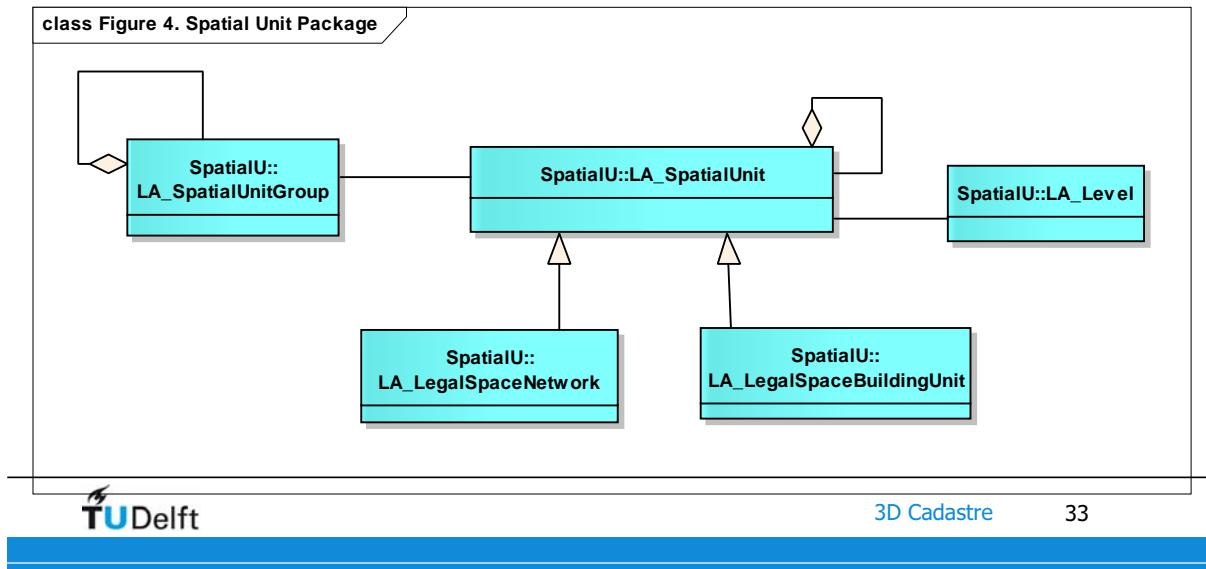 class Figure 4. Spatial Unit Package
SpatialU::
LA_SpatialUnitGroup
SpatialU::LA_SpatialUnit
SpatialU::LA_Level
SpatialU::
LA_LegalSpaceNetwork
SpatialU::
LA_LegalSpaceBuildingUnit
TUDelft
3D Cadastre
33